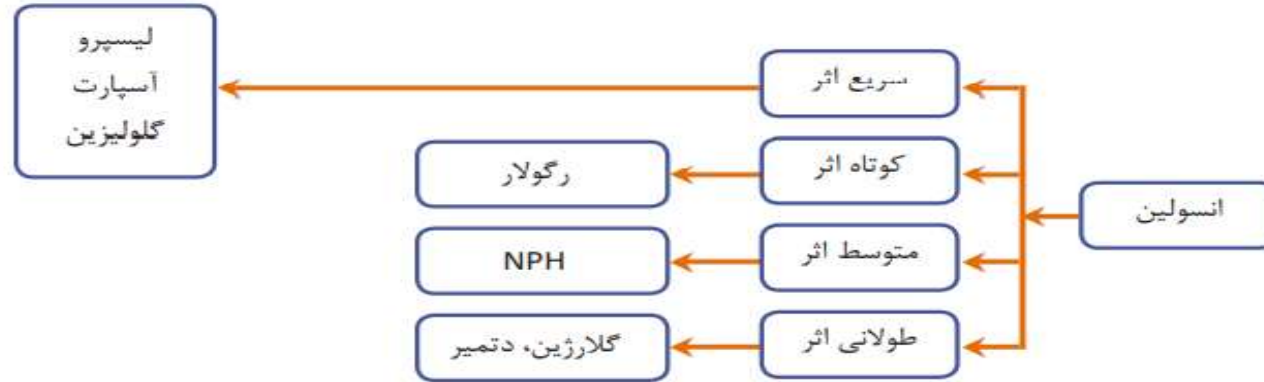 انسولین
سریع اثر
لیسپرو
آسپارت
گلولیزین
کوتاه اثر
رگولار
متوسط اثر
NPH
طولانی اثر
گلارژین، دتمیر